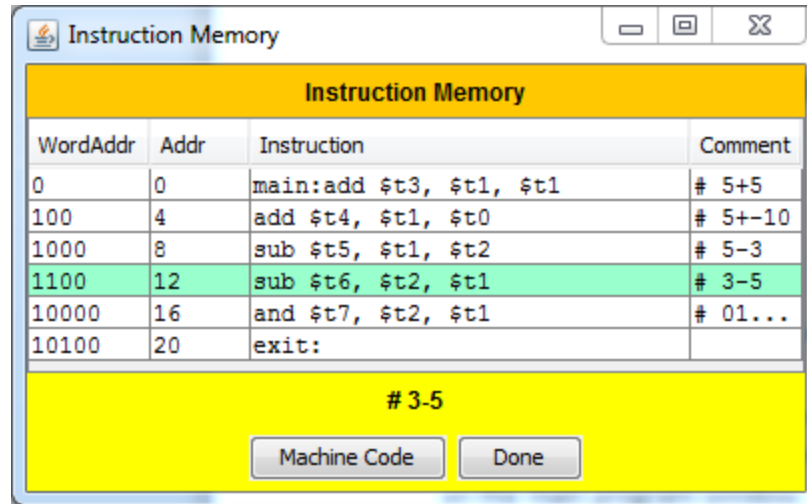 Instruction Memory
Instruction Memory
WordAddr Addr Instruction Comment
0 0 main:add $t3, $t1, $t1 # 5+5
100 4 add $t4, $t1, $t0 # 5+-10
1000 8 sub $t5, $t1, $t2 # 5-3
1100 12 sub $t6, $t2, $t1 # 3-5
10000 16 and $t7, $t2, $t1 # 01...
10100 20 exit:
# 3-5
Machine Code Done